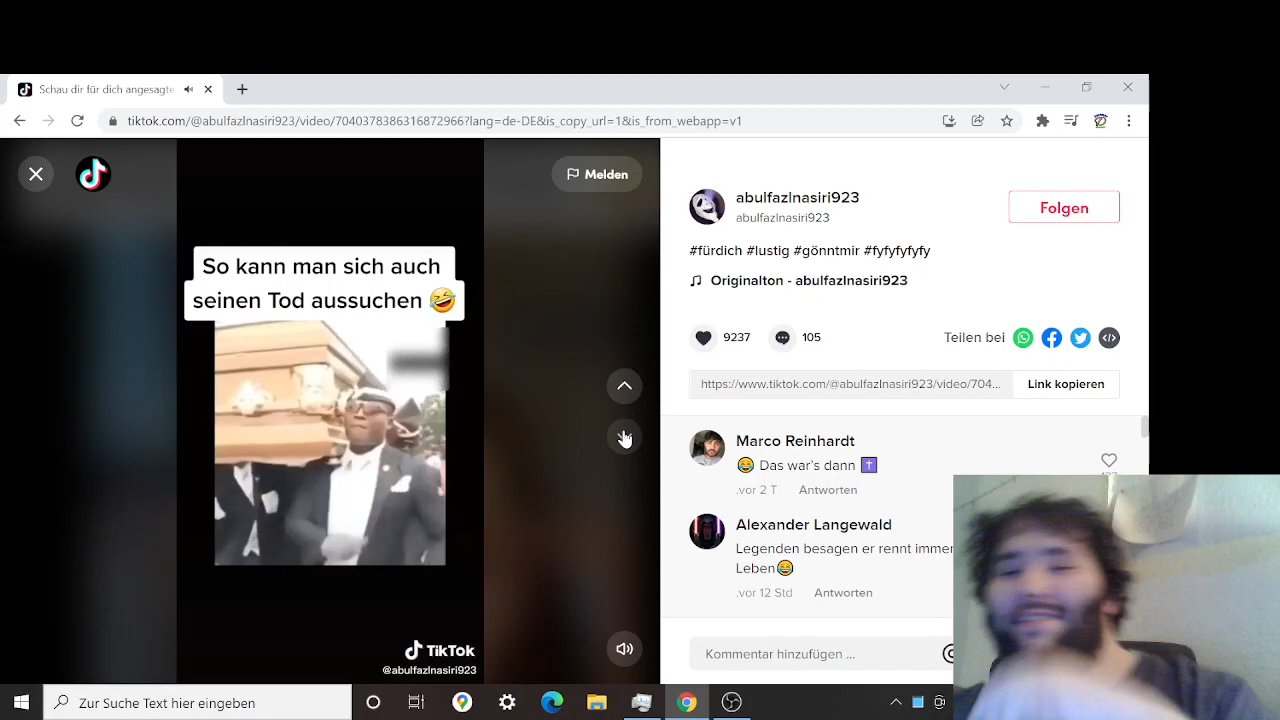 Schau dir für dich angesagte
tiktok.com/@abulfazlnasiri923/video/7040378386316872966?lang=de-DE&is_copy_url=1&is_from_webapp=v1
Melden
So kann man sich auch
seinen Tod aussuchen 🤣
TikTok
@abulfazlnasiri923
abulfazlnasiri923
abulfazlnasiri923
Folgen
#fürdich #lustig #gönntmir #fyfyfyfyfy
Originalton - abulfazlnasiri923
9237
105
Teilen bei
https://www.tiktok.com/@abulfazlnasiri923/video/704...
Link kopieren
Marco Reinhardt
😂 Das war's dann ✝️
.vor 2 T Antworten
Alexander Langewald
Legenden besagen er rennt immer
Leben😂
.vor 12 Std Antworten
Kommentar hinzufügen ...
Zur Suche Text hier eingeben